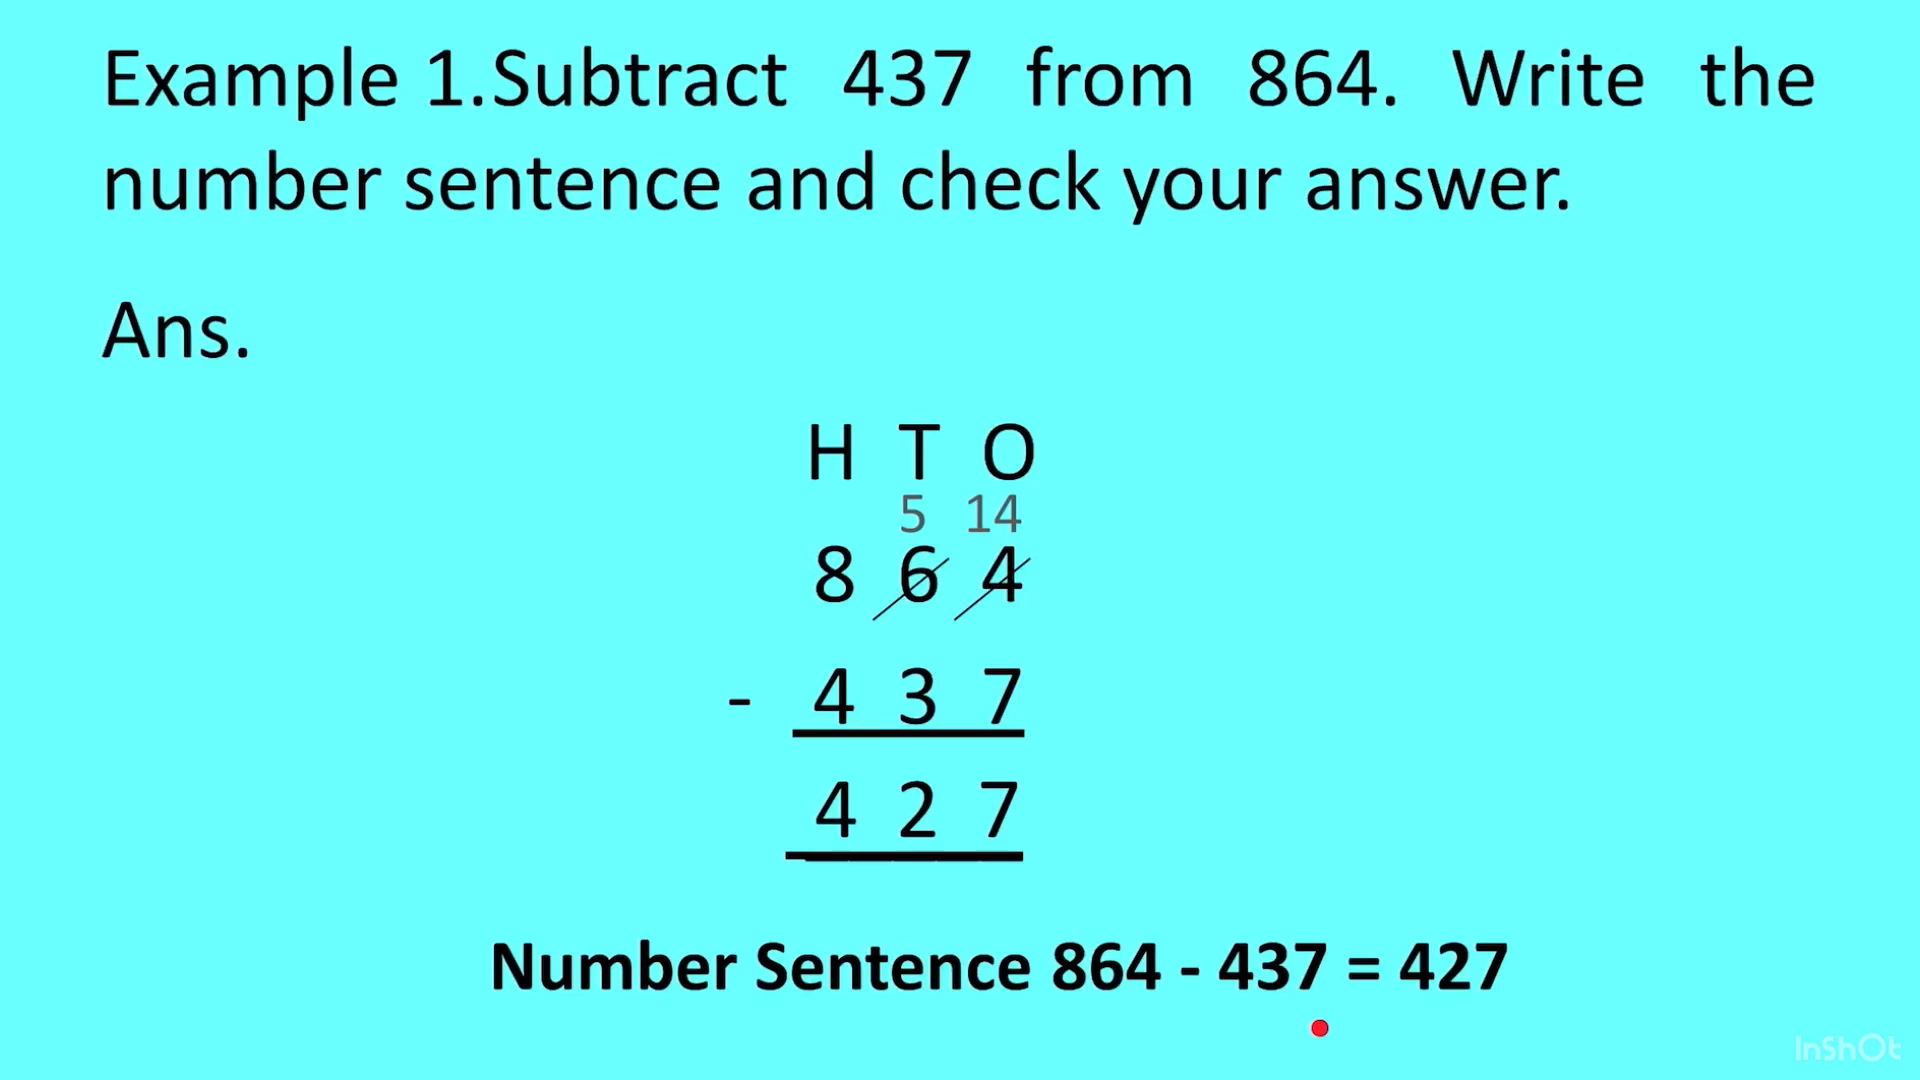 Example 1.Subtract 437 from 864. Write the
number sentence and check your answer.
Ans.
H T O
5 14
8 6 4
- 4 3 7
4 2 7
Number Sentence 864 - 437 = 427
InShOt